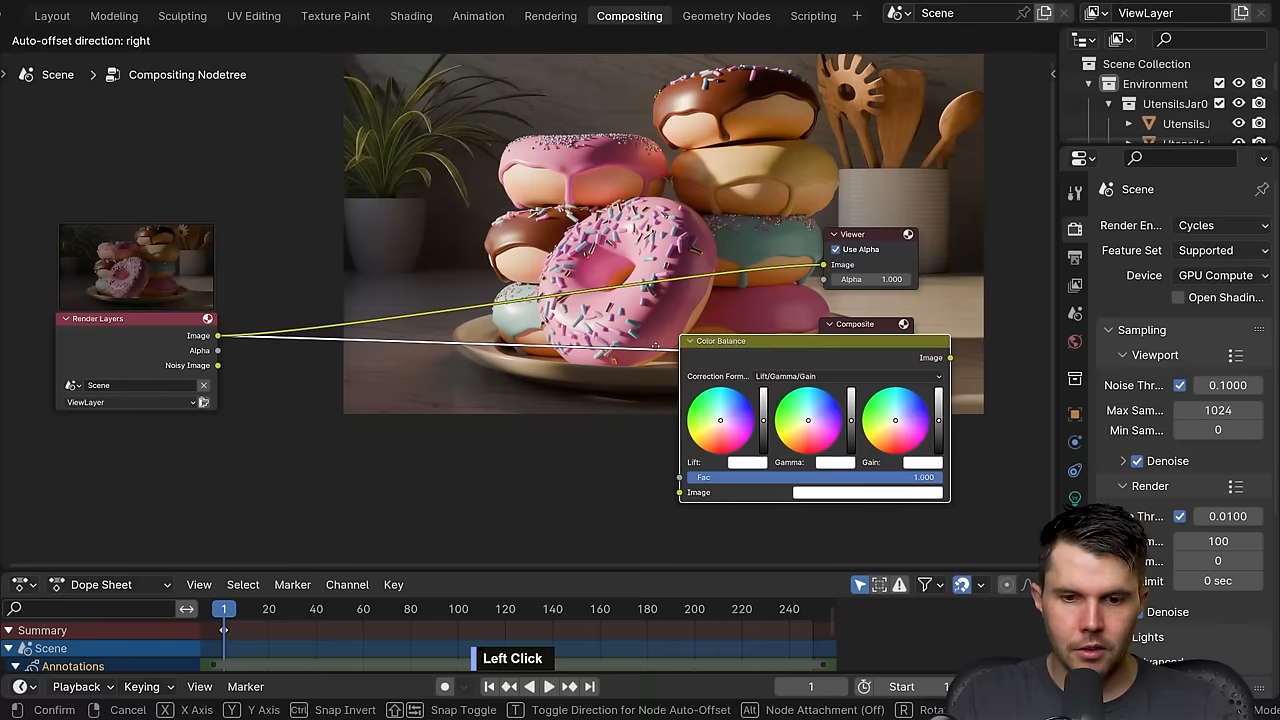 Layout Modeling Sculpting UV Editing Texture Paint Shading Animation Rendering Compositing Geometry Nodes Scripting + Scene ViewLayer
Auto-offset direction: right
Scene > Compositing Nodetree
Scene Collection
Environment
UtensilsJar0
UtensilsJ
Scene
Render En... Cycles
Feature Set Supported
Device GPU Compute
Open Shadin...
Sampling
Viewport
Noise Thr... 0.1000
Max Sam... 1024
Min Sam... 0
Denoise
Render
Thr... 0.0100
100
0
0 sec
Denoise
Lights
Render Layers
Image
Alpha
Noisy Image
Scene
ViewLayer
Viewer
Use Alpha
Image
Alpha 1.000
Composite
Color Balance
Image
Correction Form... Lift/Gamma/Gain
Lift: Gamma: Gain:
Fac 1.000
Image
Dope Sheet View Select Marker Channel Key
1 20 40 60 80 100 120 140 160 180 200 220 240
Summary
Scene
Annotations
Left Click
Playback Keying View Marker 1 Start
Confirm Cancel X X Axis Y Y Axis Ctrl Snap Invert Snap Toggle T Toggle Direction for Node Auto-Offset Alt Node Attachment (Off) R Rota